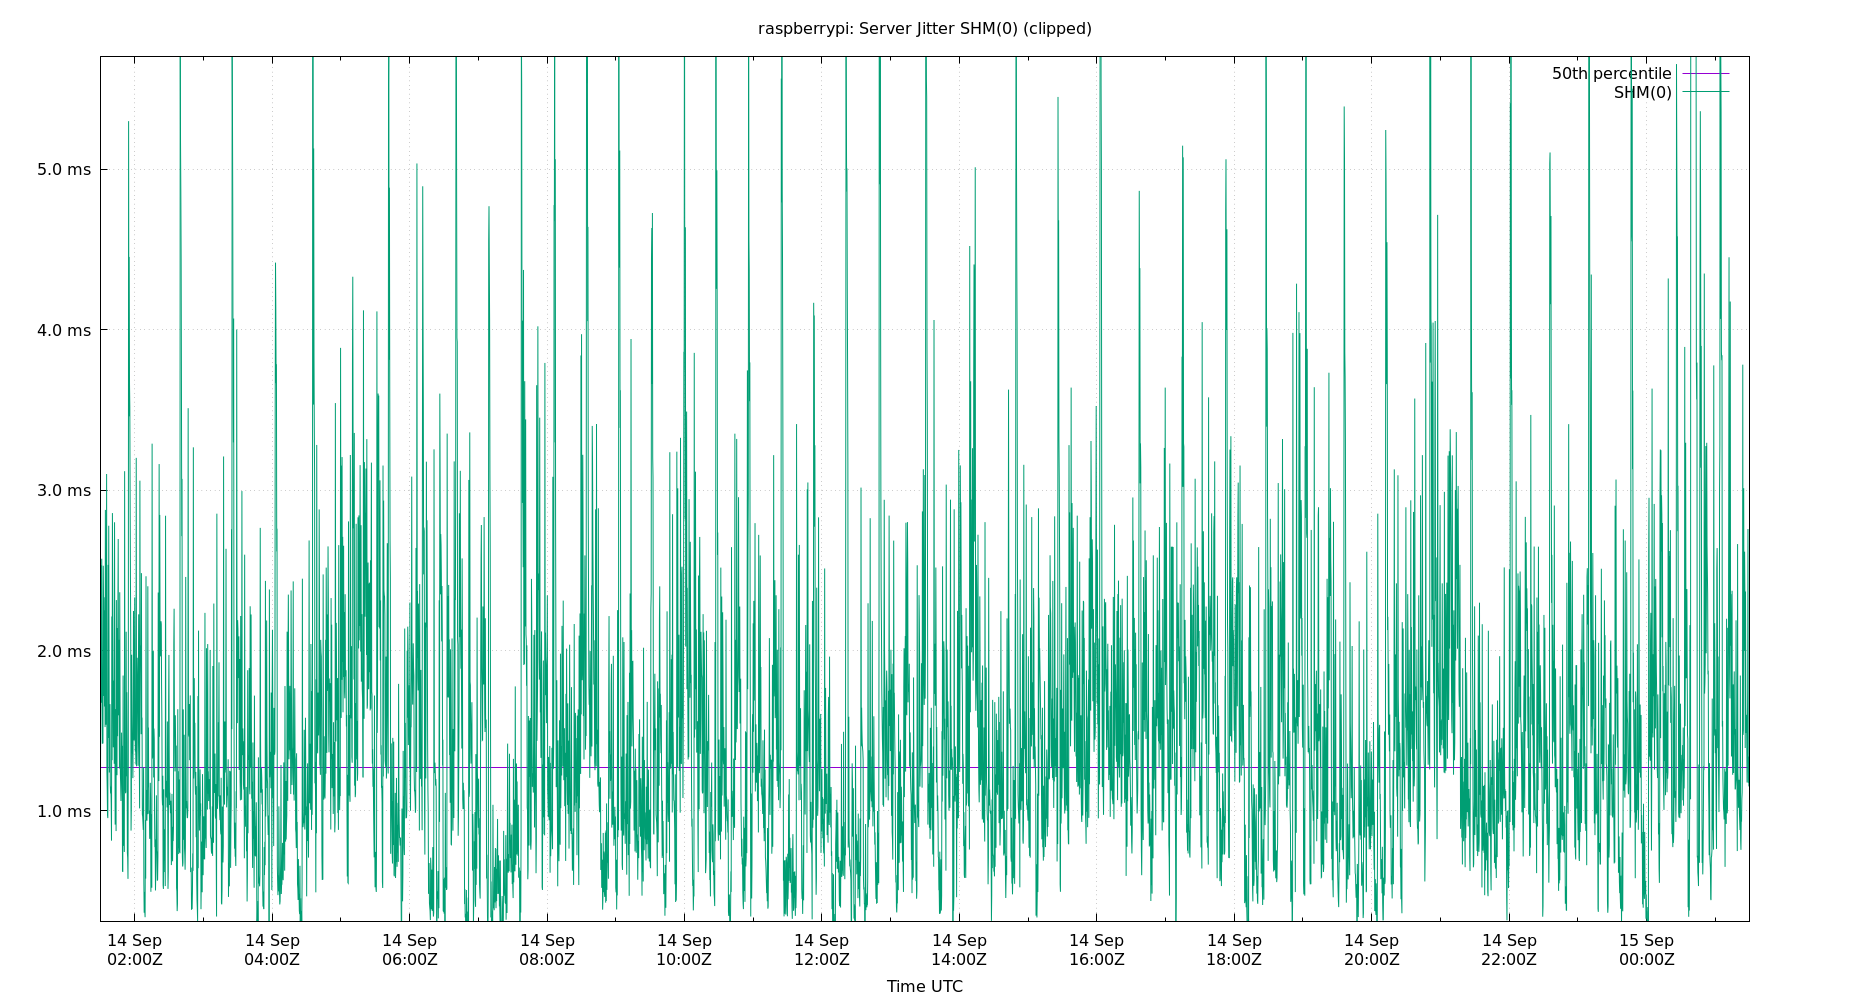 raspberrypi: Server Jitter SHM(0) (clipped)
50th percentile
SHM(0)
5.0 ms
4.0 ms
3.0 ms
2.0 ms
1.0 ms
14 Sep 14 Sep 14 Sep 14 Sep 14 Sep 14 Sep 14 Sep 14 Sep 14 Sep 14 Sep 14 Sep 15 Sep
02:00Z 04:00Z 06:00Z 08:00Z 10:00Z 12:00Z 14:00Z 16:00Z 18:00Z 20:00Z 22:00Z 00:00Z
Time UTC